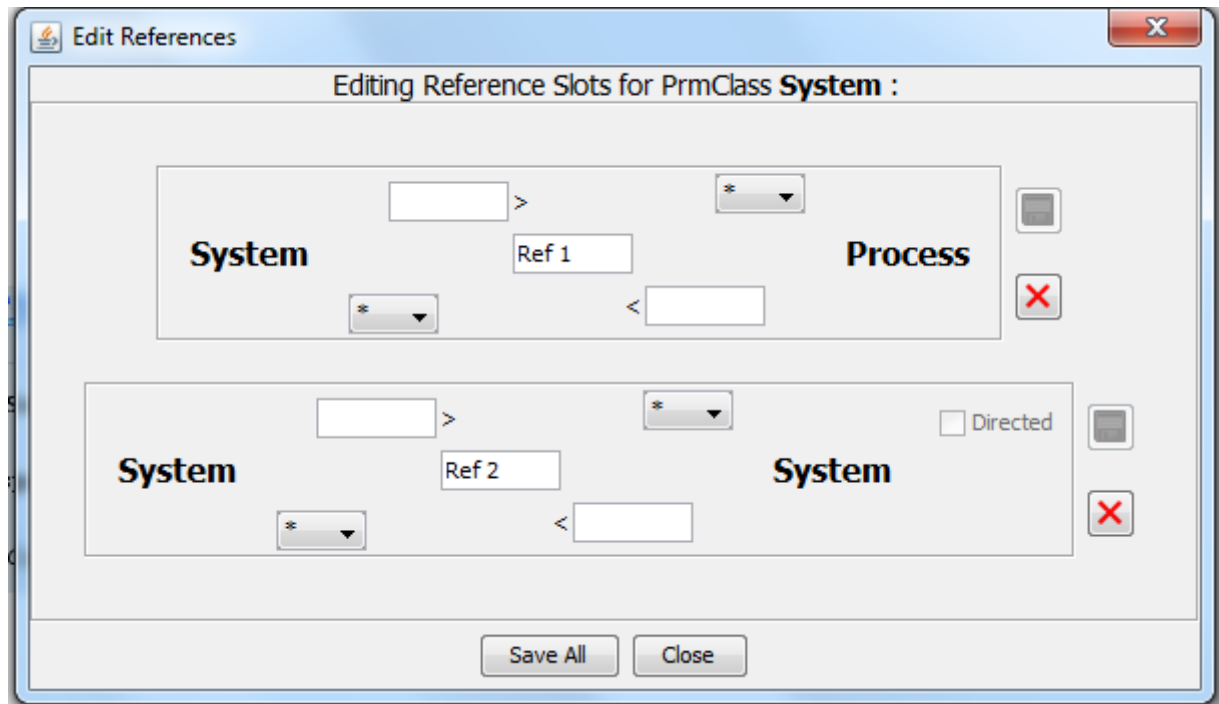 Edit References
Editing Reference Slots for PrmClass System :
> *
System Ref 1 Process
* <
> * Directed
System Ref 2 System
* <
Save All Close